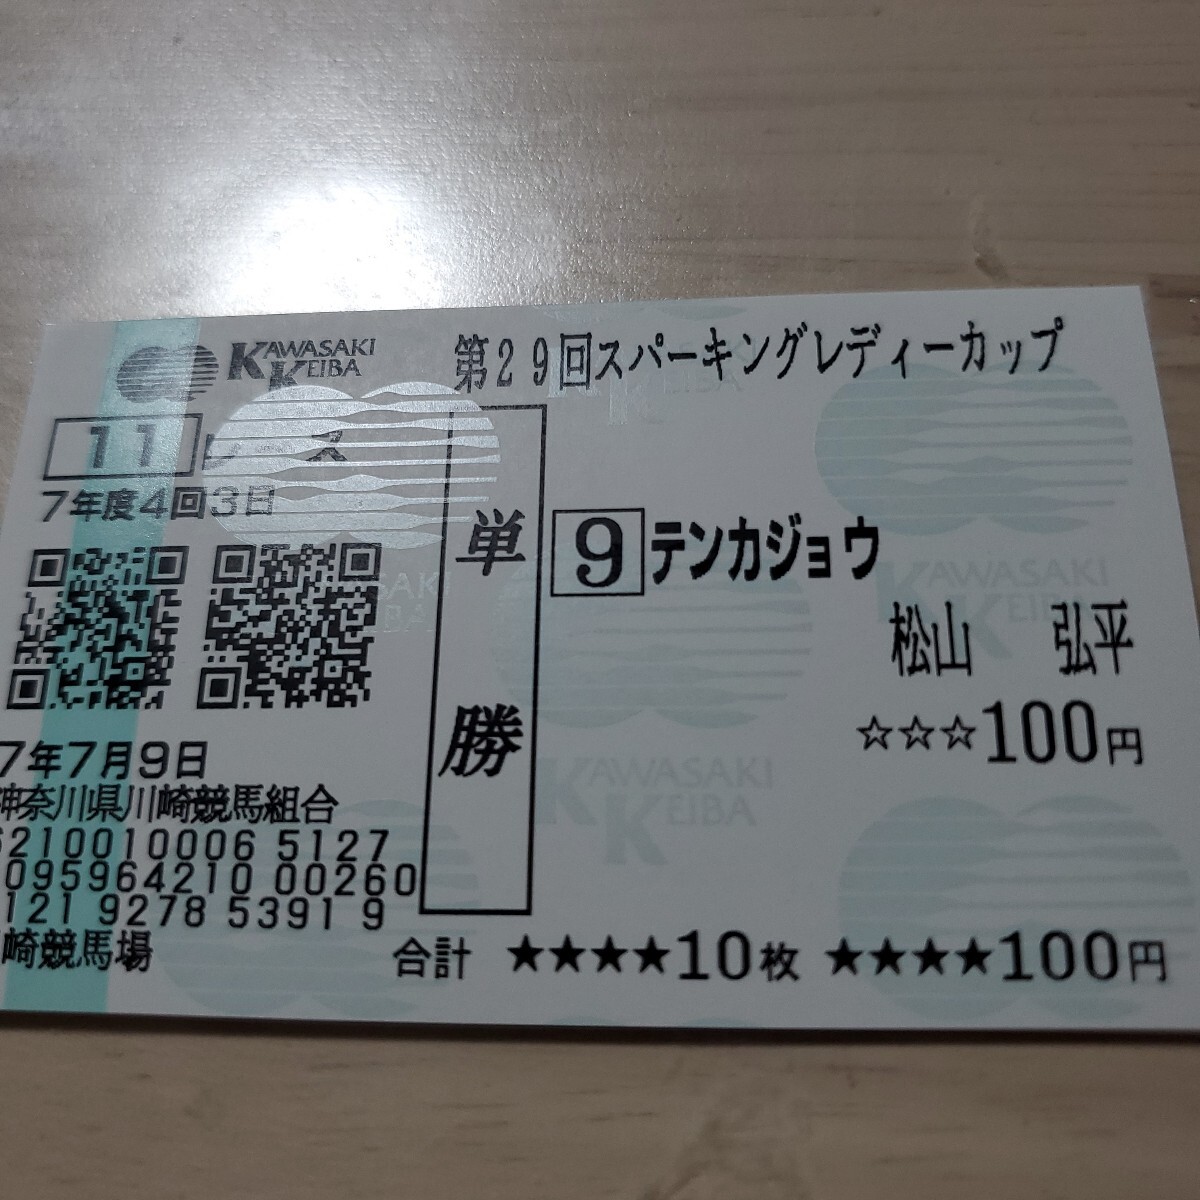 KAWASAKI KEIBA
第29回スパーキングレディーカップ
11レース
7年度4回3日
単勝
9 テンカジョウ
松山 弘平
☆☆☆100円
7年7月9日
神奈川県川崎競馬組合
6210010006 5127
095964210 00260
121 9278 5391 9
崎競馬場
合計 ★★★★10枚 ★★★★100円